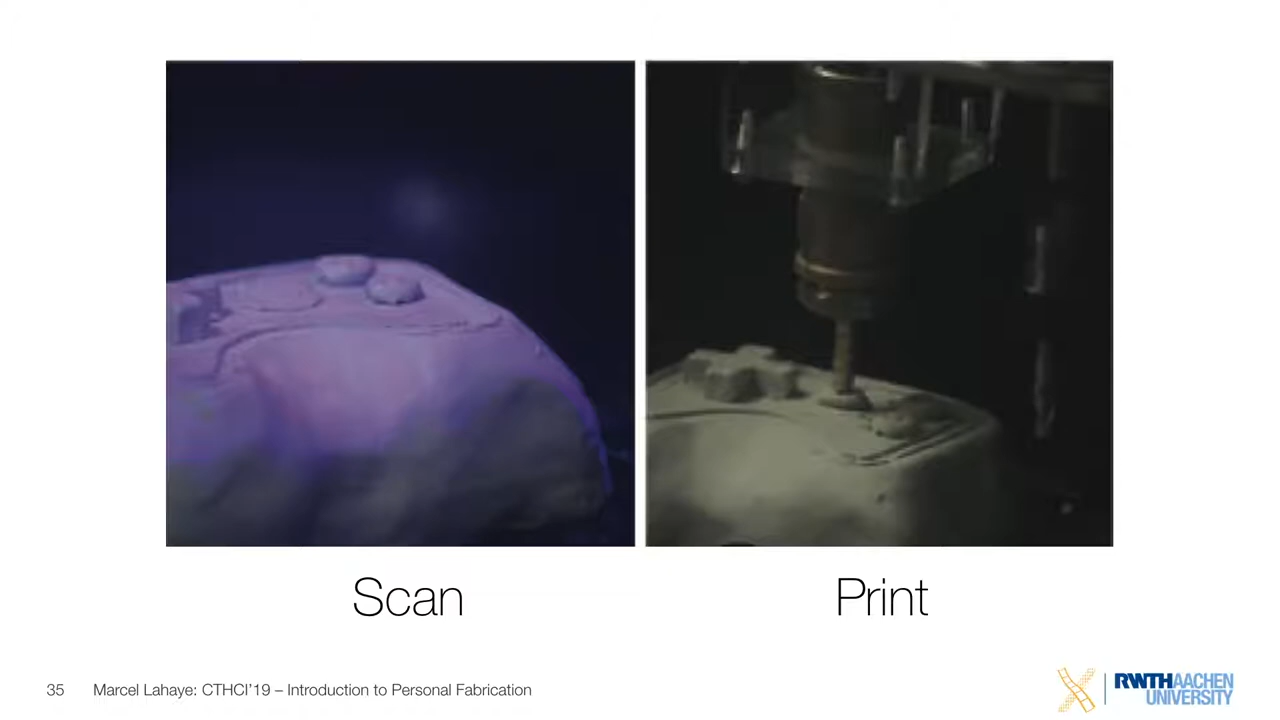 Scan
Print
35 Marcel Lahaye: CTHCI’19 – Introduction to Personal Fabrication
RWTHAACHEN
UNIVERSITY